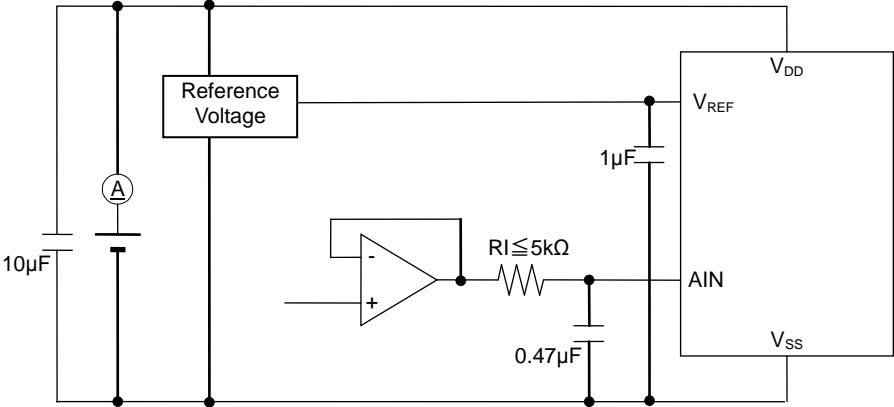 Reference
Voltage
V_DD
V_REF
1µF
A
10µF
-
+
RI≦5kΩ
AIN
0.47µF
V_SS